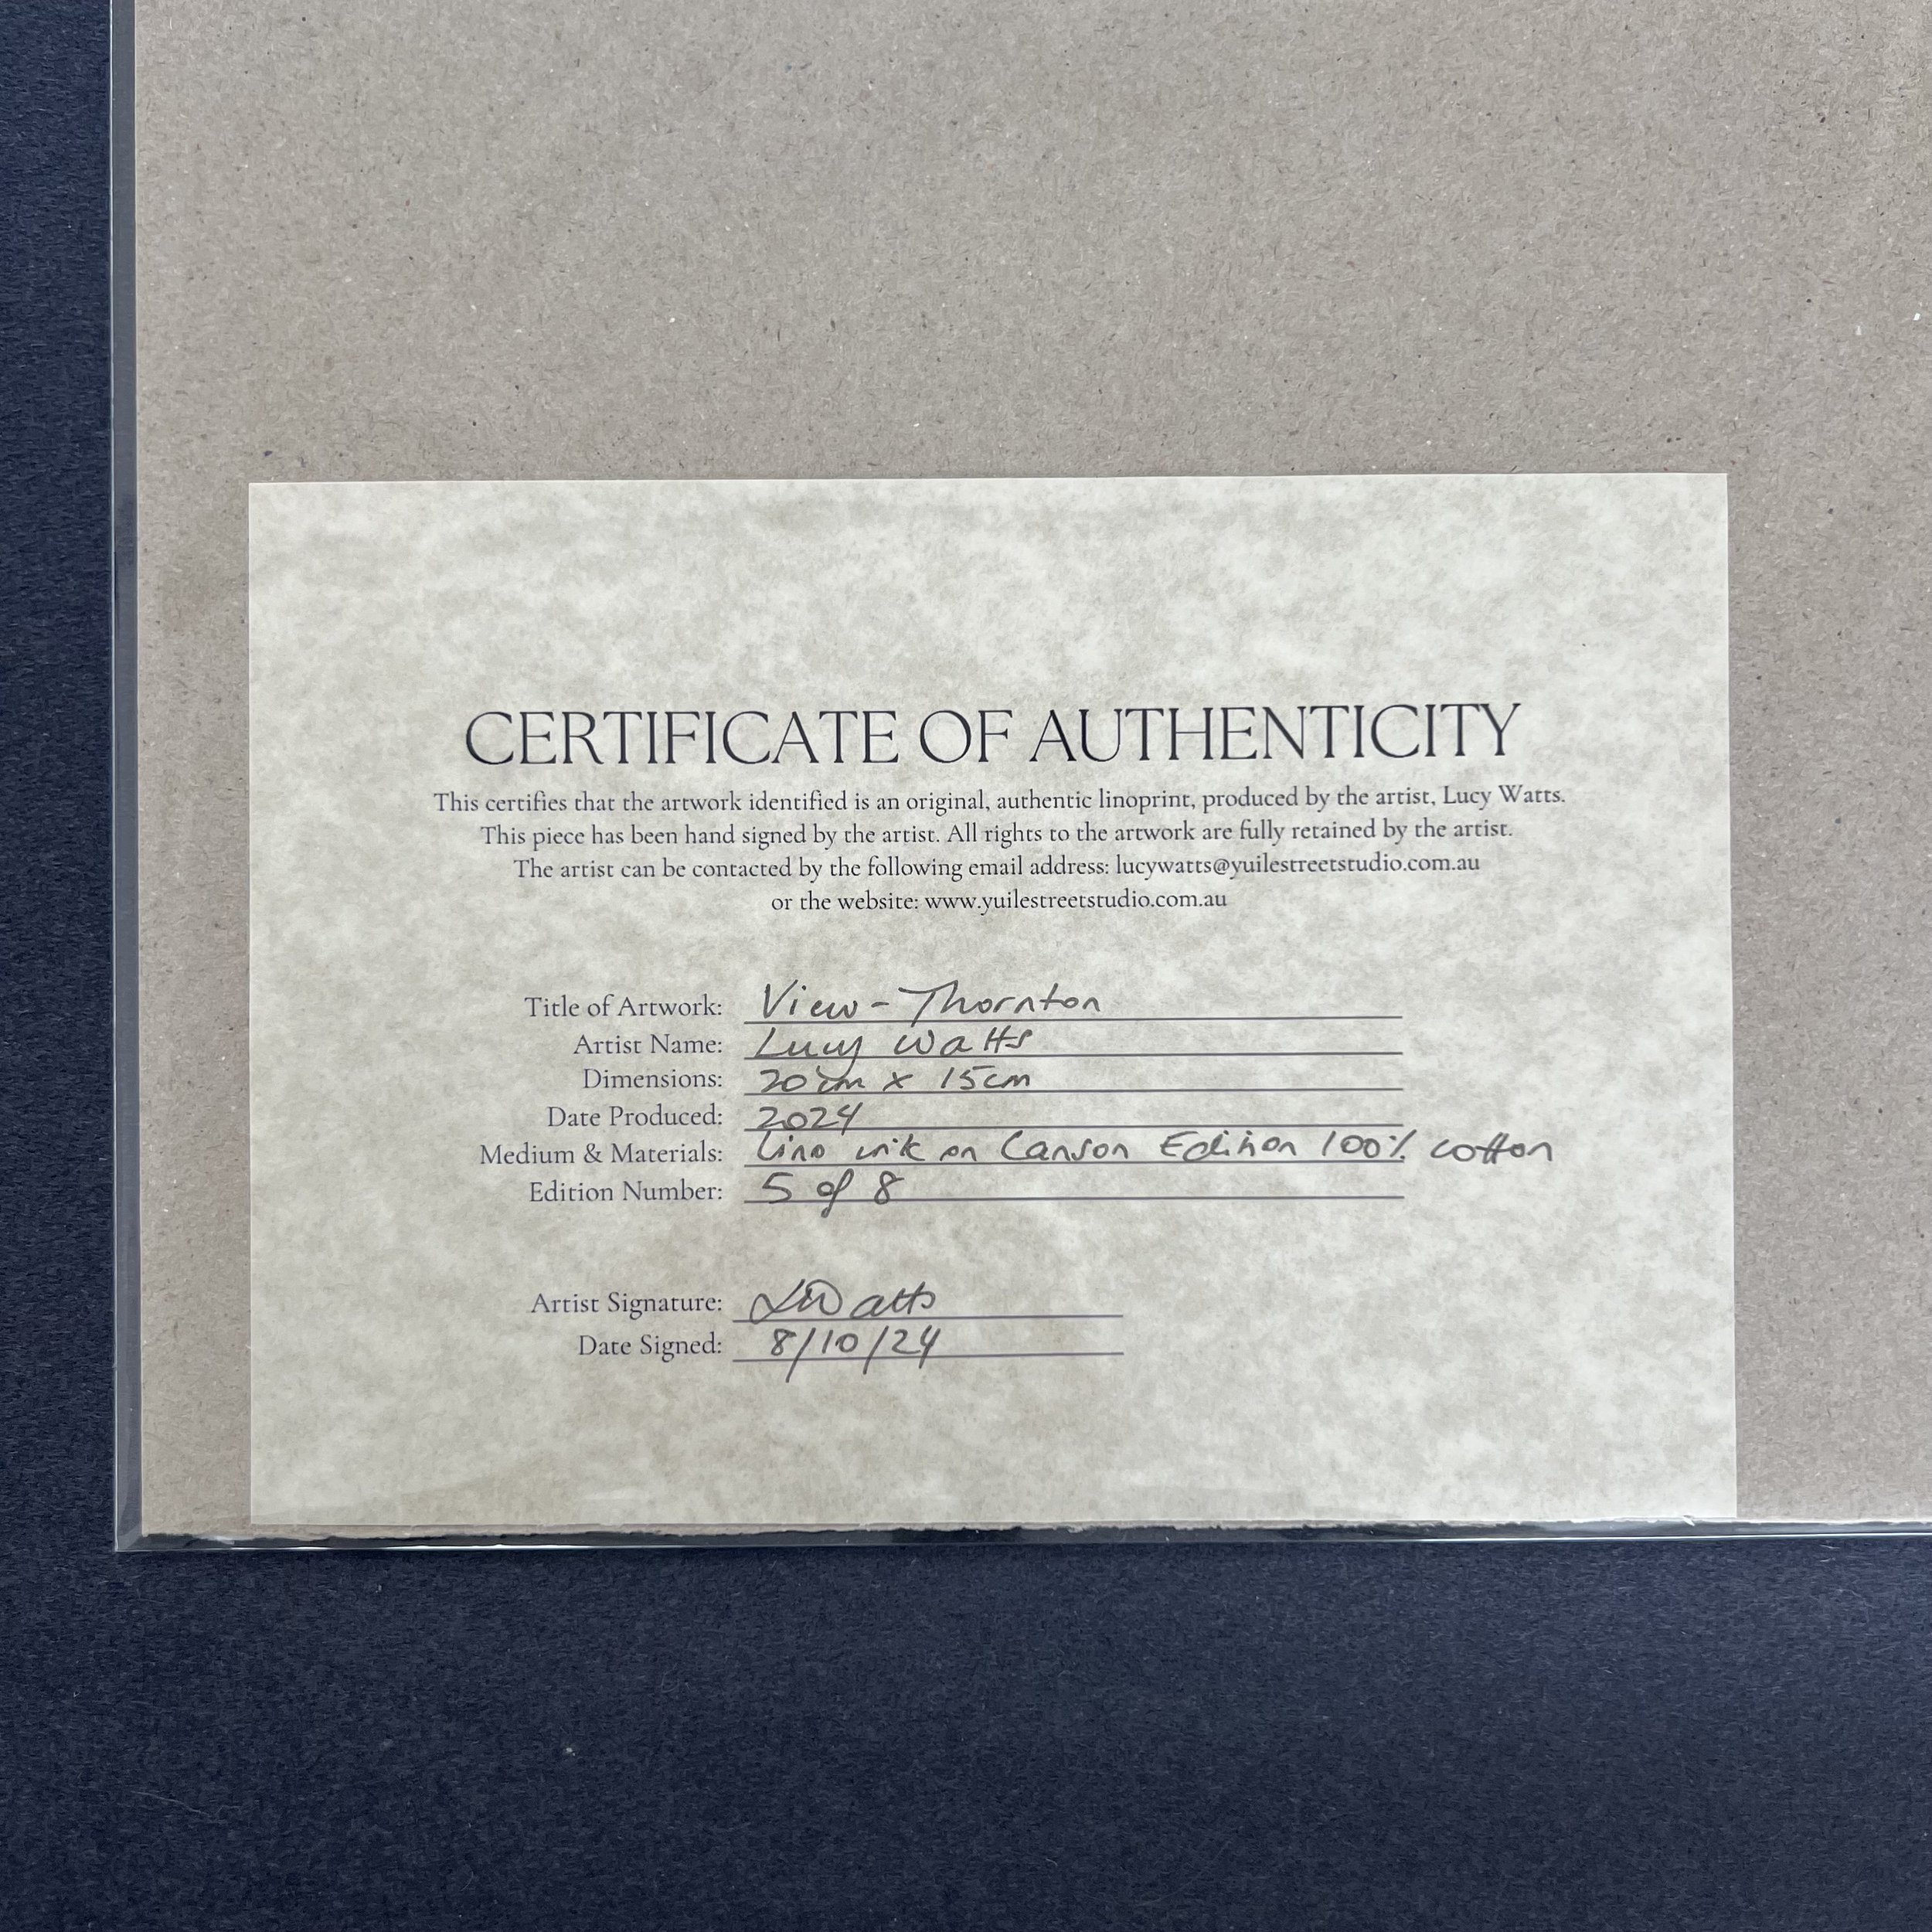 CERTIFICATE OF AUTHENTICITY
This certifies that the artwork identified is an original, authentic linoprint, produced by the artist, Lucy Watts.
This piece has been hand signed by the artist. All rights to the artwork are fully retained by the artist.
The artist can be contacted by the following email address: lucywatts@yuilestreetstudio.com.au
or the website: www.yuilestreetstudio.com.au
Title of Artwork: View - Thornton
Artist Name: Lucy Watts
Dimensions: 20cm x 15cm
Date Produced: 2024
Medium & Materials: Lino ink on Canson Edition 100% cotton
Edition Number: 5 of 8
Artist Signature: LWatts
Date Signed: 8/10/24